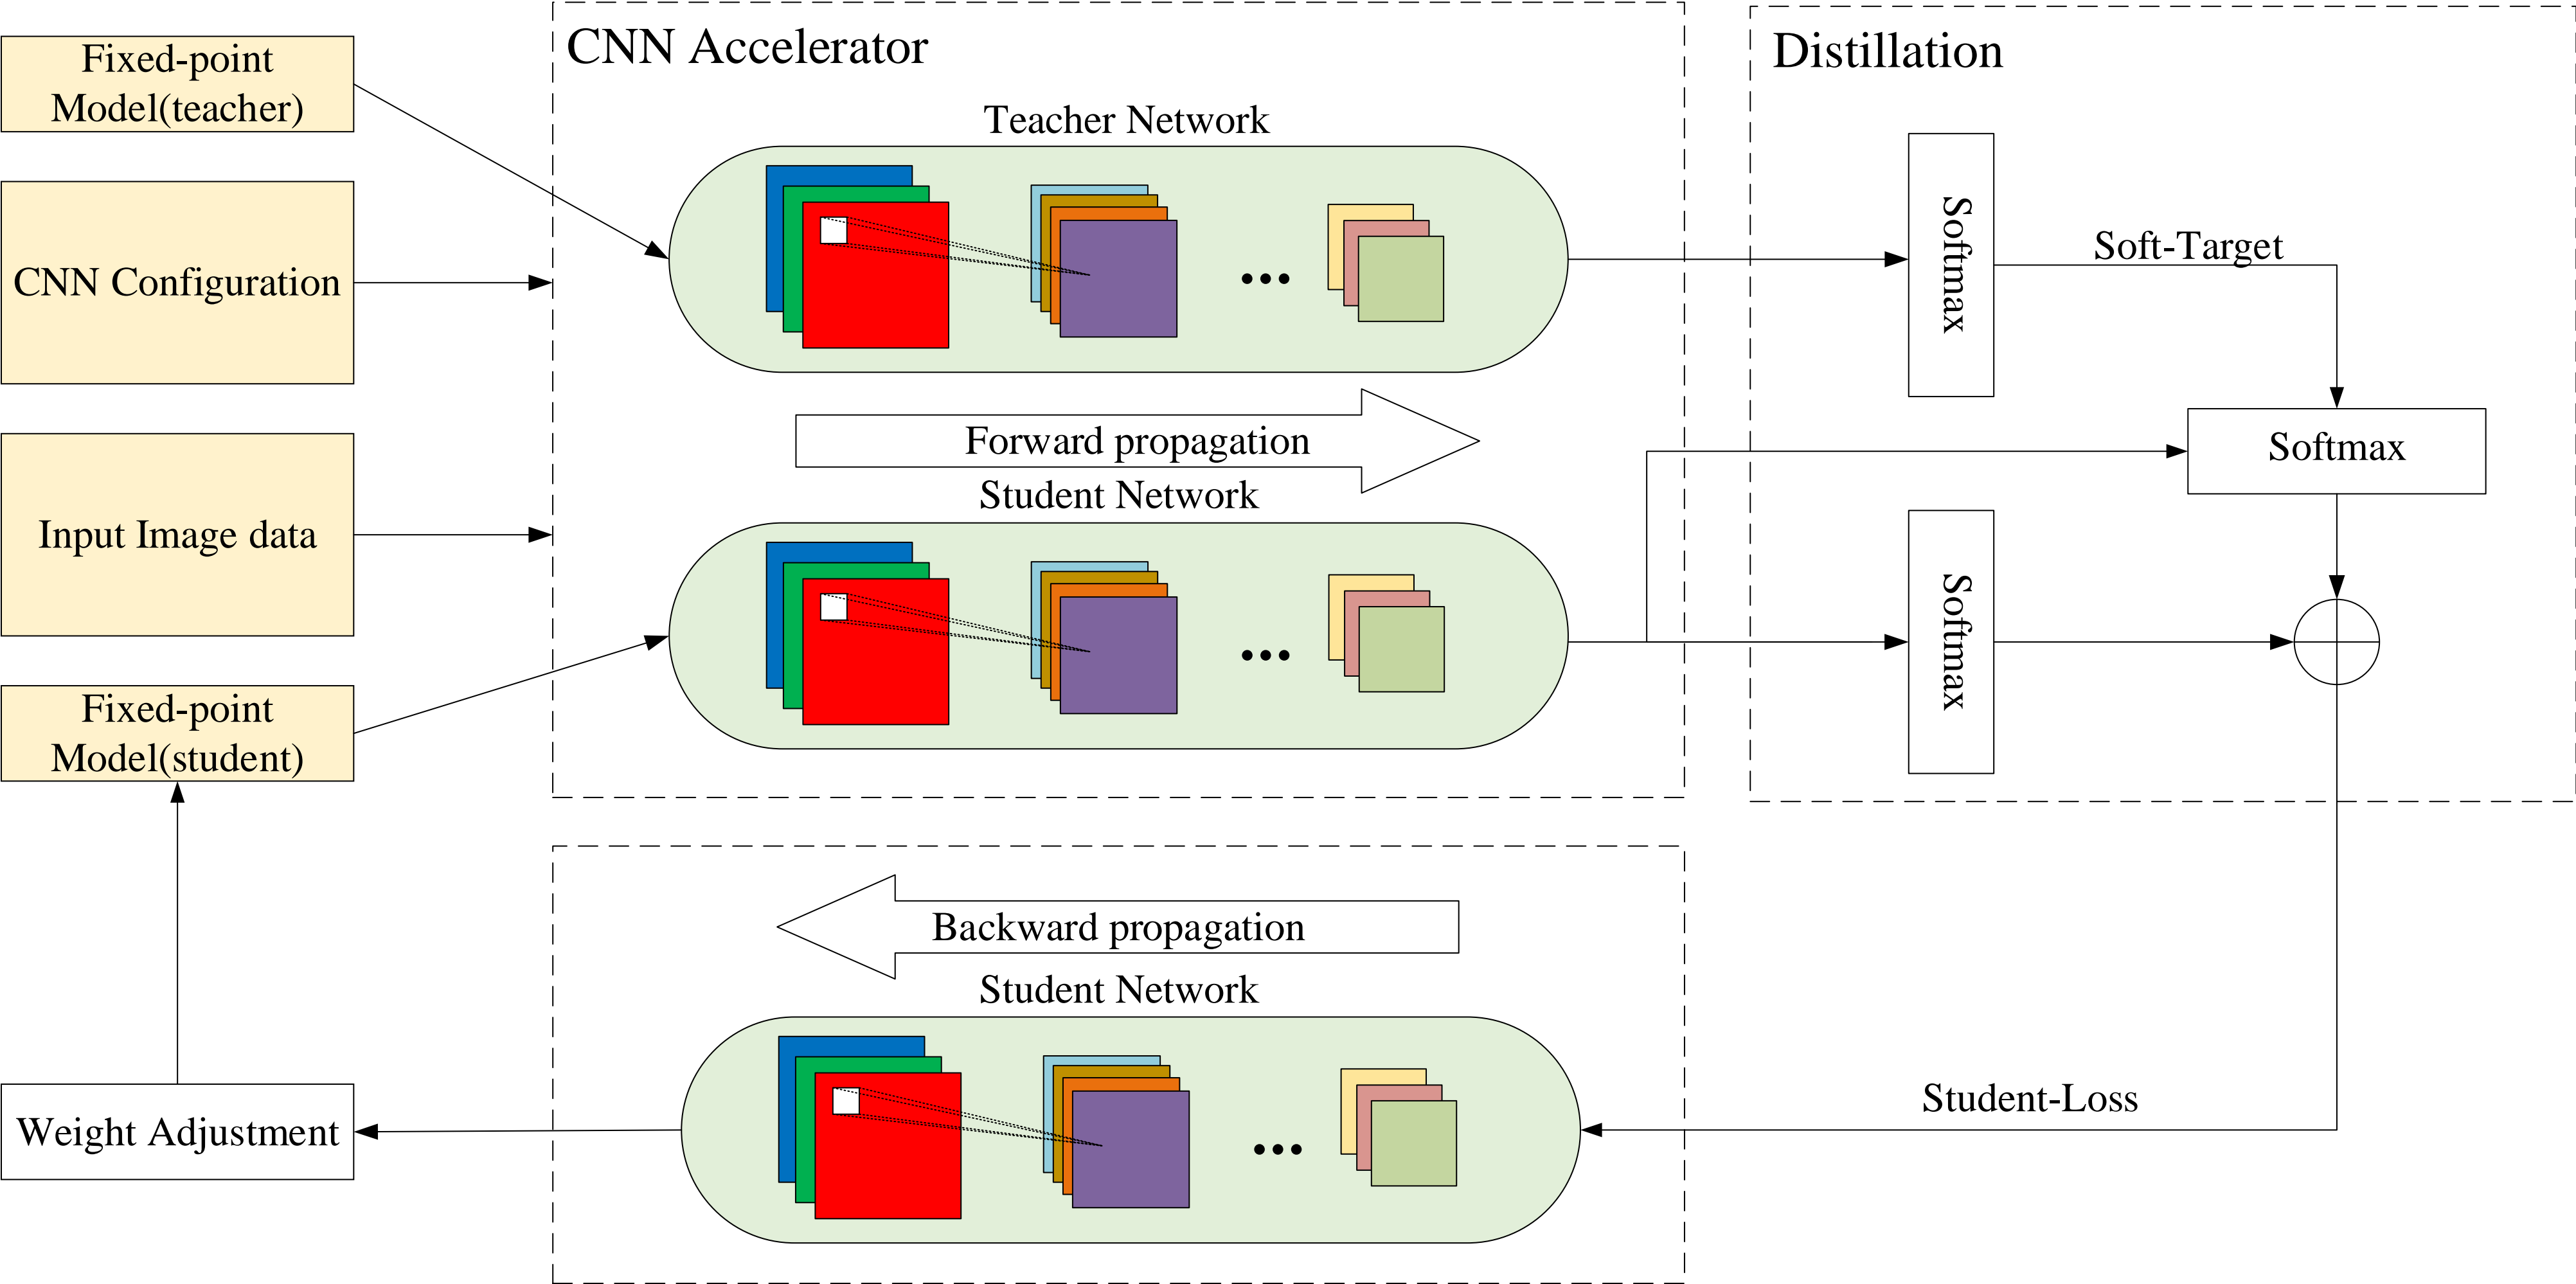 Fixed-point
Model(teacher)
CNN Configuration
Input Image data
Fixed-point
Model(student)
Weight Adjustment
CNN Accelerator
Teacher Network
Forward propagation
Student Network
Backward propagation
Student Network
Distillation
Softmax
Soft-Target
Softmax
Softmax
Student-Loss